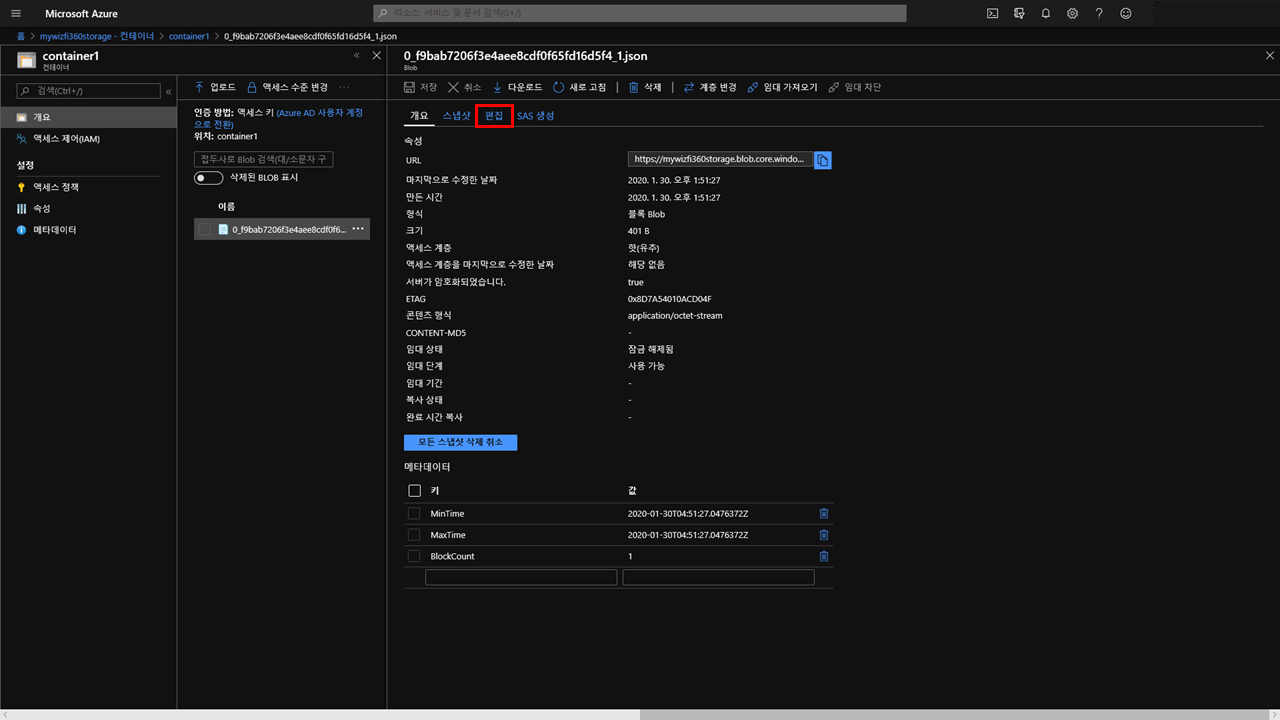 Microsoft Azure
리소스, 서비스 및 문서 검색(G+/)
홈 > mywizfi360storage - 컨테이너 > container1 > 0_f9bab7206f3e4aee8cdf0f65fd16d5f4_1.json
container1
컨테이너
검색(Ctrl+/)
개요
액세스 제어(IAM)
설정
액세스 정책
속성
메타데이터
업로드 액세스 수준 변경 ···
인증 방법: 액세스 키 (Azure AD 사용자 계정
으로 전환)
위치: container1
접두사로 Blob 검색(대/소문자 구
삭제된 BLOB 표시
이름
0_f9bab7206f3e4aee8cdf0f6... ···
0_f9bab7206f3e4aee8cdf0f65fd16d5f4_1.json
Blob
저장 취소 다운로드 새로 고침 삭제 계층 변경 임대 가져오기 임대 차단
개요 스냅샷 편집 SAS 생성
속성
URL https://mywizfi360storage.blob.core.windo...
마지막으로 수정한 날짜 2020. 1. 30. 오후 1:51:27
만든 시간 2020. 1. 30. 오후 1:51:27
형식 블록 Blob
크기 401 B
액세스 계층 핫(유추)
액세스 계층을 마지막으로 수정한 날짜 해당 없음
서버가 암호화되었습니다. true
ETAG 0x8D7A54010ACD04F
콘텐츠 형식 application/octet-stream
CONTENT-MD5 -
임대 상태 잠금 해제됨
임대 단계 사용 가능
임대 기간 -
복사 상태 -
완료 시간 복사 -
모든 스냅샷 삭제 취소
메타데이터
키 값
MinTime 2020-01-30T04:51:27.0476372Z
MaxTime 2020-01-30T04:51:27.0476372Z
BlockCount 1